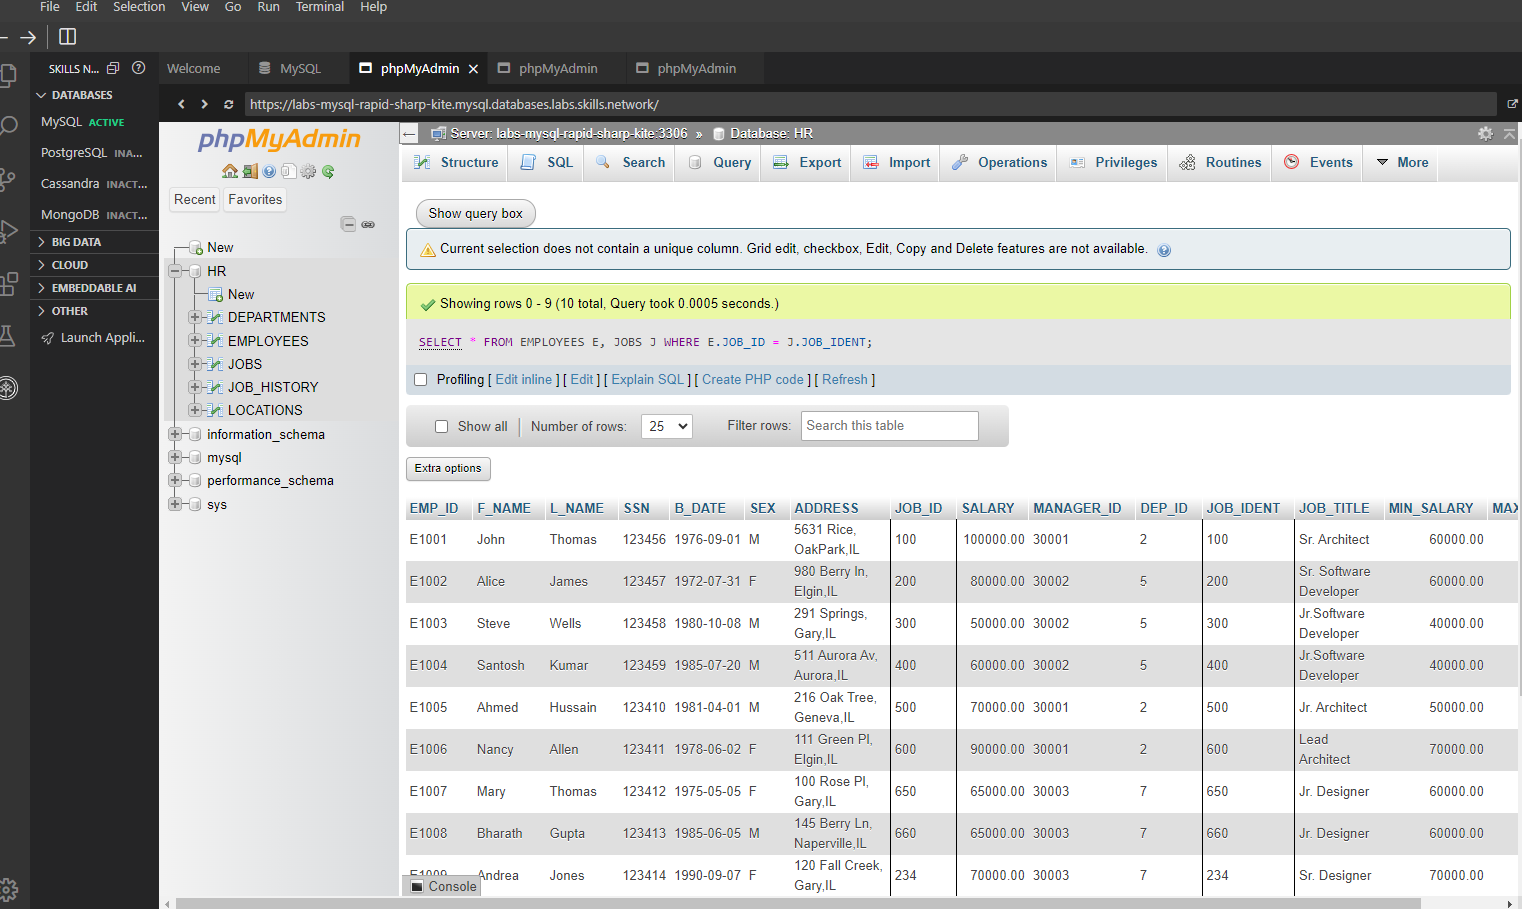 File Edit Selection View Go Run Terminal Help
SKILLS N... Welcome MySQL phpMyAdmin phpMyAdmin phpMyAdmin
DATABASES
MySQL ACTIVE
PostgreSQL INA...
Cassandra INACT...
MongoDB INACT...
BIG DATA
CLOUD
EMBEDDABLE AI
OTHER
Launch Appli...
https://labs-mysql-rapid-sharp-kite.mysql.databases.labs.skills.network/
phpMyAdmin
Recent Favorites
New
HR
New
DEPARTMENTS
EMPLOYEES
JOBS
JOB_HISTORY
LOCATIONS
information_schema
mysql
performance_schema
sys
Server: labs-mysql-rapid-sharp-kite:3306 » Database: HR
Structure SQL Search Query Export Import Operations Privileges Routines Events More
Show query box
Current selection does not contain a unique column. Grid edit, checkbox, Edit, Copy and Delete features are not available.
Showing rows 0 - 9 (10 total, Query took 0.0005 seconds.)
SELECT * FROM EMPLOYEES E, JOBS J WHERE E.JOB_ID = J.JOB_IDENT;
Profiling [ Edit inline ] [ Edit ] [ Explain SQL ] [ Create PHP code ] [ Refresh ]
Show all Number of rows: 25 Filter rows: Search this table
Extra options
EMP_ID F_NAME L_NAME SSN B_DATE SEX ADDRESS JOB_ID SALARY MANAGER_ID DEP_ID JOB_IDENT JOB_TITLE MIN_SALARY MAX
E1001 John Thomas 123456 1976-09-01 M 5631 Rice, OakPark,IL 100 100000.00 30001 2 100 Sr. Architect 60000.00
E1002 Alice James 123457 1972-07-31 F 980 Berry ln, Elgin,IL 200 80000.00 30002 5 200 Sr. Software Developer 60000.00
E1003 Steve Wells 123458 1980-10-08 M 291 Springs, Gary,IL 300 50000.00 30002 5 300 Jr.Software Developer 40000.00
E1004 Santosh Kumar 123459 1985-07-20 M 511 Aurora Av, Aurora,IL 400 60000.00 30002 5 400 Jr.Software Developer 40000.00
E1005 Ahmed Hussain 123410 1981-04-01 M 216 Oak Tree, Geneva,IL 500 70000.00 30001 2 500 Jr. Architect 50000.00
E1006 Nancy Allen 123411 1978-06-02 F 111 Green Pl, Elgin,IL 600 90000.00 30001 2 600 Lead Architect 70000.00
E1007 Mary Thomas 123412 1975-05-05 F 100 Rose Pl, Gary,IL 650 65000.00 30003 7 650 Jr. Designer 60000.00
E1008 Bharath Gupta 123413 1985-06-05 M 145 Berry Ln, Naperville,IL 660 65000.00 30003 7 660 Jr. Designer 60000.00
Andrea Jones 123414 1990-09-07 F 120 Fall Creek, Gary,IL 234 70000.00 30003 7 234 Sr. Designer 70000.00
Console